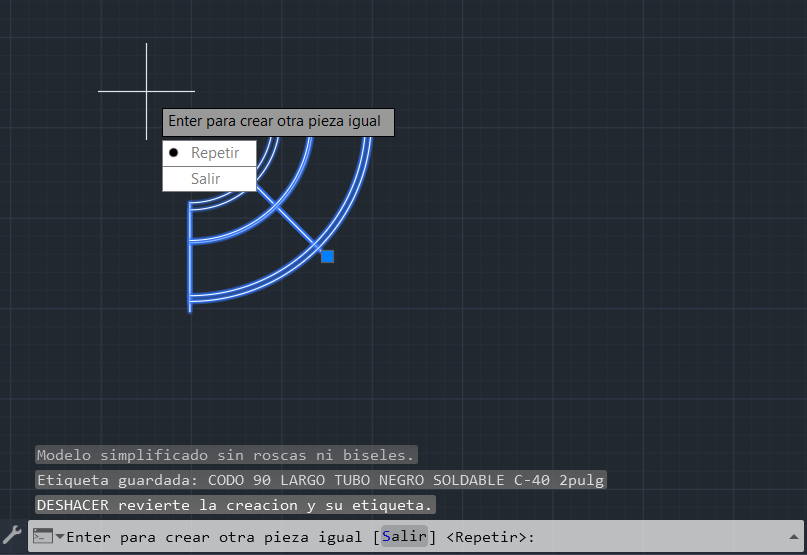 Enter para crear otra pieza igual
Repetir
Salir
Modelo simplificado sin roscas ni biseles.
Etiqueta guardada: CODO 90 LARGO TUBO NEGRO SOLDABLE C-40 2pulg
DESHACER revierte la creacion y su etiqueta.
Enter para crear otra pieza igual [Salir] <Repetir>: